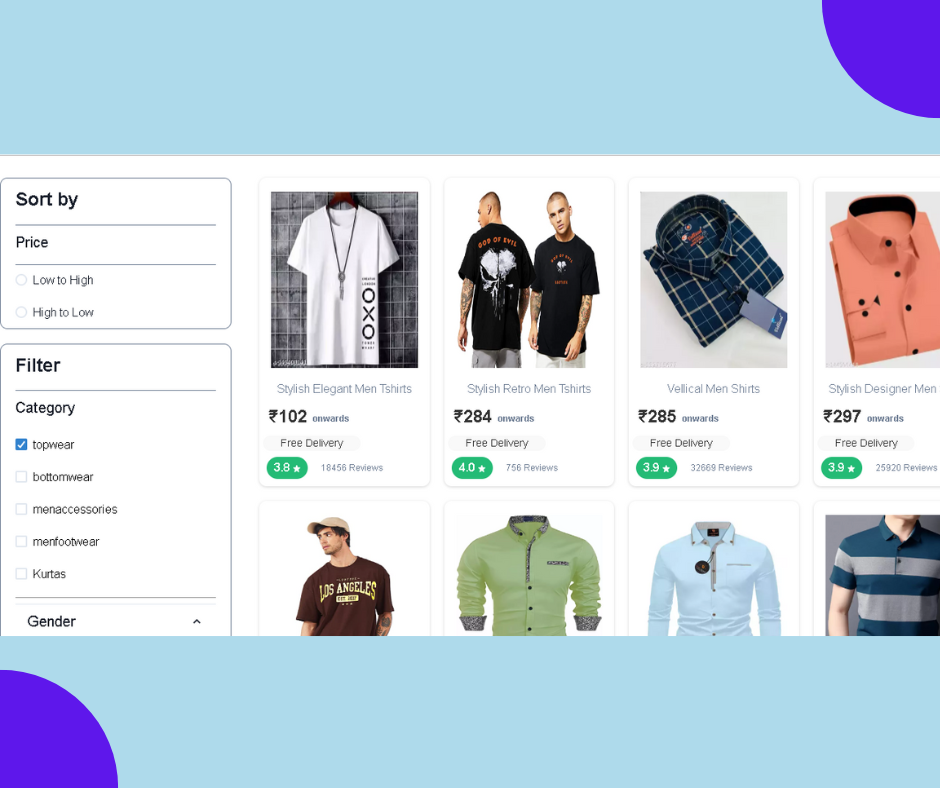 Sort by
Price
Low to High
High to Low
Filter
Category
topwear
bottomwear
menaccessories
menfootwear
Kurtas
Gender
OXO
Stylish Elegant Men Tshirts
₹102 onwards
Free Delivery
3.8 ★ 18456 Reviews
GOD OF EVIL
Stylish Retro Men Tshirts
₹284 onwards
Free Delivery
4.0 ★ 756 Reviews
Vellical Men Shirts
₹285 onwards
Free Delivery
3.9 ★ 32669 Reviews
Stylish Designer Men
₹297 onwards
Free Delivery
3.9 ★ 25920 Reviews
LOS ANGELES